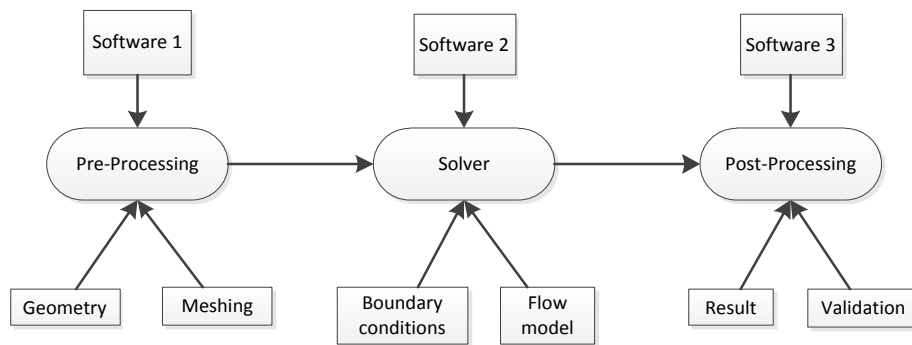 Software 1
Software 2
Software 3
Pre-Processing
Solver
Post-Processing
Geometry
Meshing
Boundary
conditions
Flow
model
Result
Validation